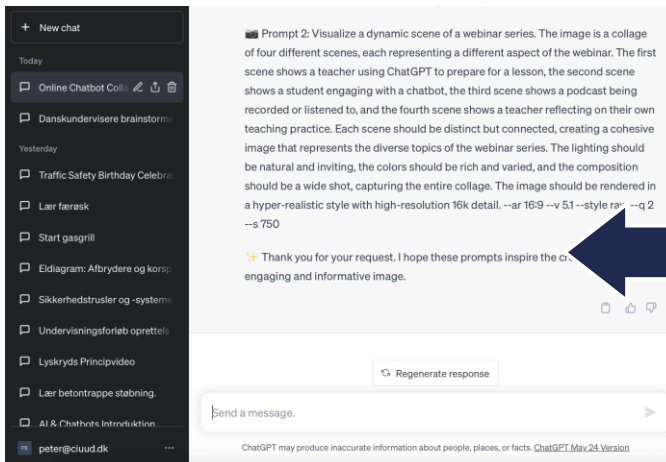 + New chat
Today
Online Chatbot Colla
Danskundervisere brainstorme
Yesterday
Traffic Safety Birthday Celebra
Lær færøsk
Start gasgrill
Eldiagram: Afbrydere og korsp
Sikkerhedstrusler og -systeme
Undervisningsforløb oprettels
Lyskryds Principvideo
Lær betontrappe støbning.
AI & Chatbots Introduktion
PE peter@ciuud.dk ...
Prompt 2: Visualize a dynamic scene of a webinar series. The image is a collage
of four different scenes, each representing a different aspect of the webinar. The first
scene shows a teacher using ChatGPT to prepare for a lesson, the second scene
shows a student engaging with a chatbot, the third scene shows a podcast being
recorded or listened to, and the fourth scene shows a teacher reflecting on their own
teaching practice. Each scene should be distinct but connected, creating a cohesive
image that represents the diverse topics of the webinar series. The lighting should
be natural and inviting, the colors should be rich and varied, and the composition
should be a wide shot, capturing the entire collage. The image should be rendered in
a hyper-realistic style with high-resolution 16k detail. --ar 16:9 --v 5.1 --style raw --q 2
--s 750
Thank you for your request. I hope these prompts inspire the
engaging and informative image.
Regenerate response
Send a message.
ChatGPT may produce inaccurate information about people, places, or facts. ChatGPT May 24 Version